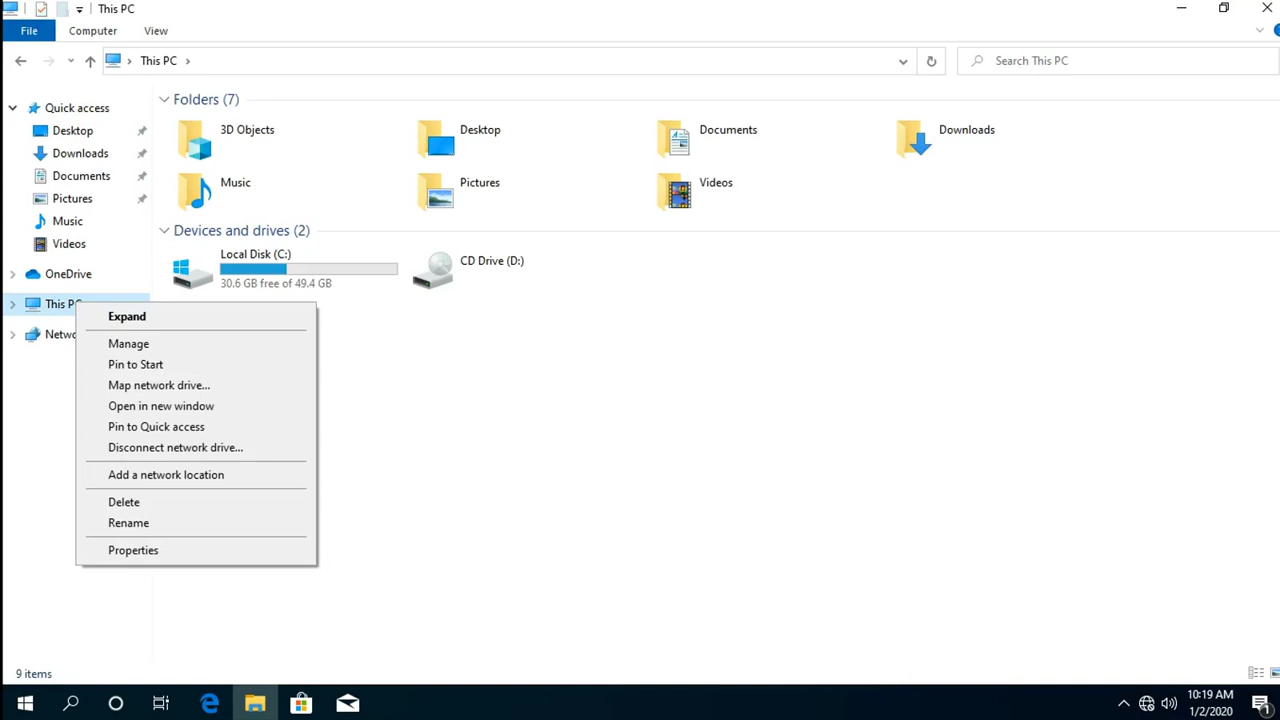 This PC
File Computer View
This PC
Search This PC
Quick access
Desktop
Downloads
Documents
Pictures
Music
Videos
OneDrive
This PC
Folders (7)
3D Objects
Desktop
Documents
Downloads
Music
Pictures
Videos
Devices and drives (2)
Local Disk (C:)
30.6 GB free of 49.4 GB
CD Drive (D:)
Expand
Manage
Pin to Start
Map network drive...
Open in new window
Pin to Quick access
Disconnect network drive...
Add a network location
Delete
Rename
Properties
9 items
10:19 AM
1/2/2020
1